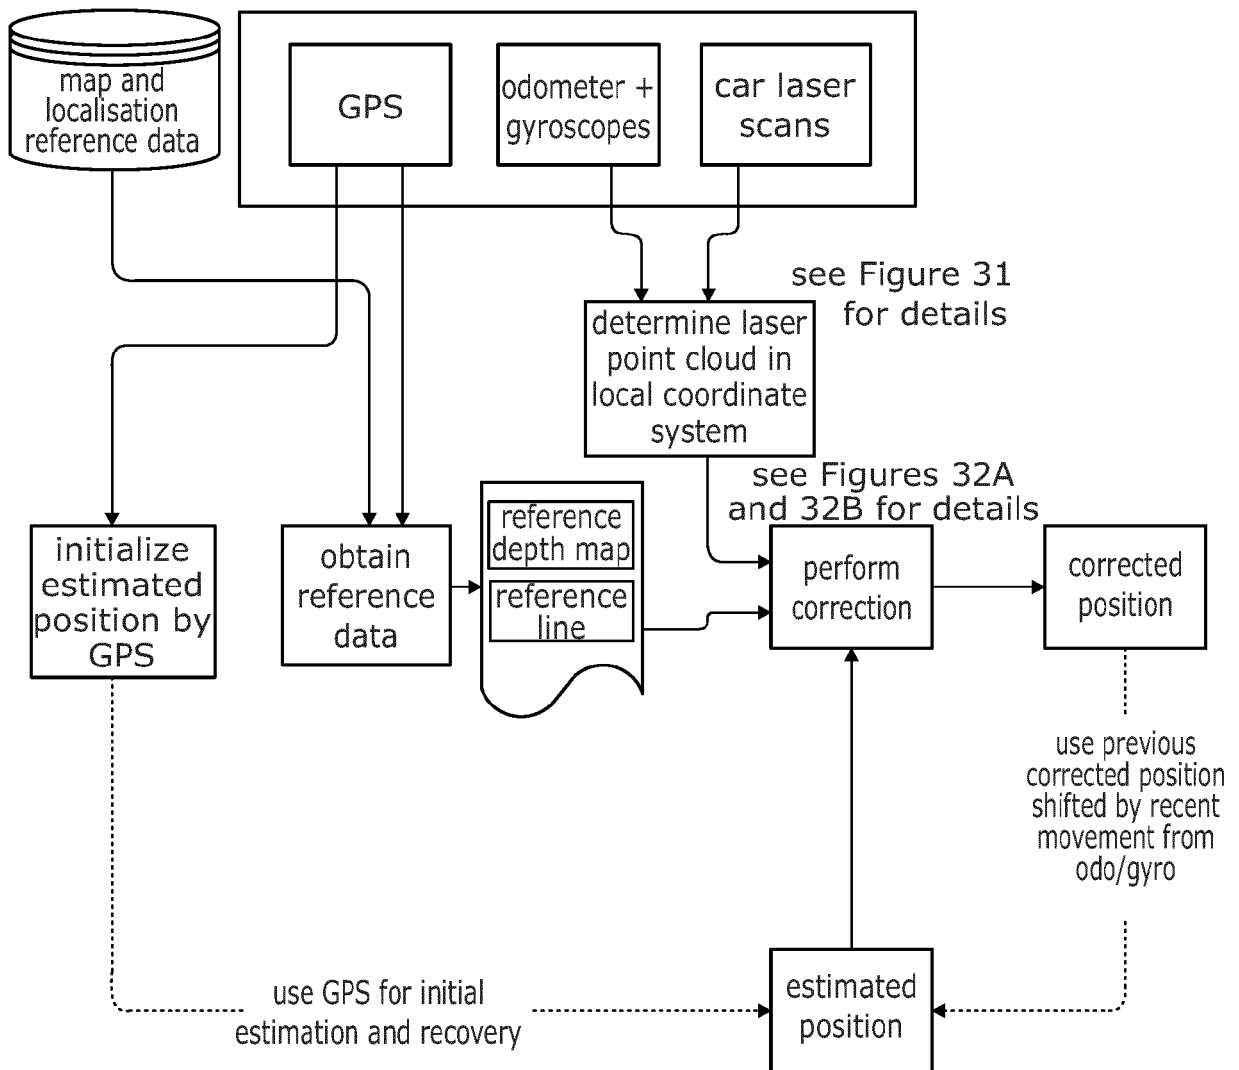 map and
localisation
reference data
GPS
odometer +
gyroscopes
car laser
scans
see Figure 31
for details
determine laser
point cloud in
local coordinate
system
see Figures 32A
and 32B for details
initialize
estimated
position by
GPS
obtain
reference
data
reference
depth map
reference
line
perform
correction
corrected
position
use previous
corrected position
shifted by recent
movement from
odo/gyro
use GPS for initial
estimation and recovery
estimated
position